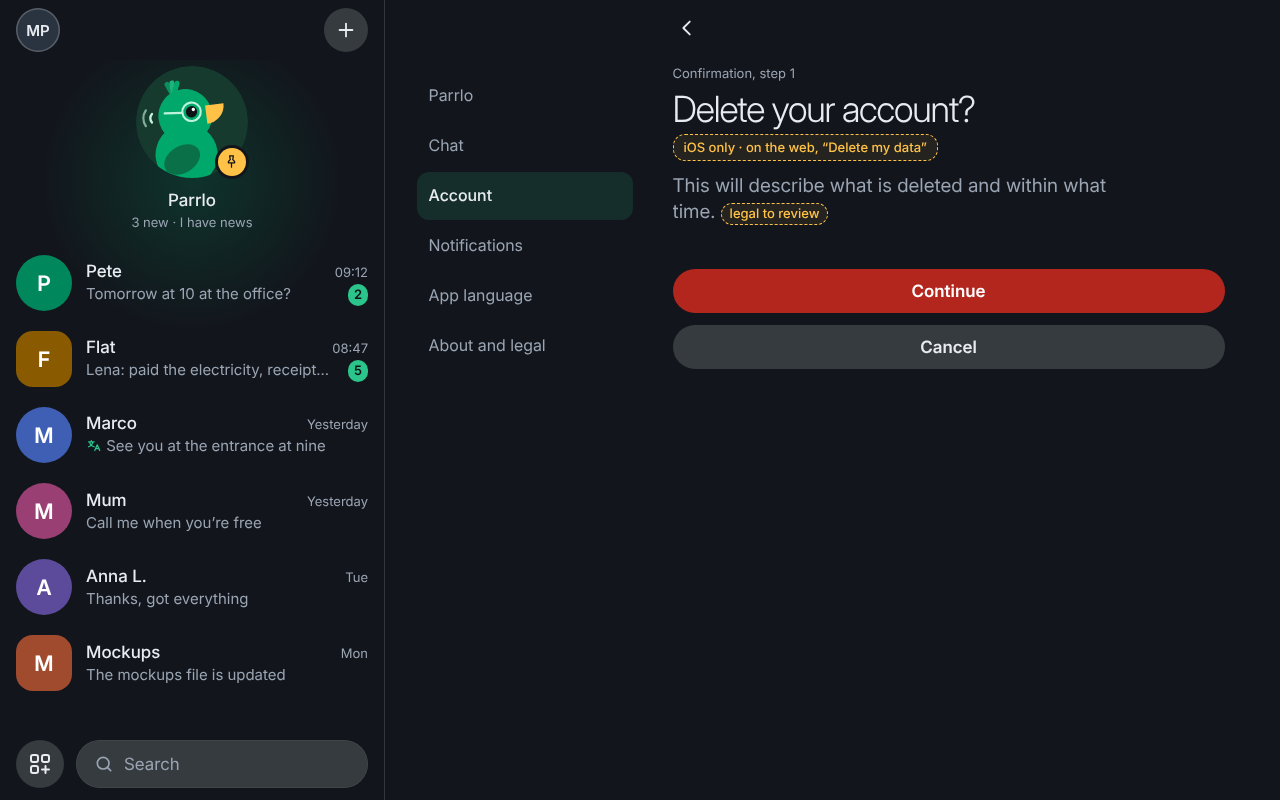 MP
Parrlo
3 new · I have news
P
Pete
09:12
Tomorrow at 10 at the office?
2
F
Flat
08:47
Lena: paid the electricity, receipt…
5
M
Marco
Yesterday
See you at the entrance at nine
M
Mum
Yesterday
Call me when you’re free
A
Anna L.
Tue
Thanks, got everything
M
Mockups
Mon
The mockups file is updated
Search
Parrlo
Chat
Account
Notifications
App language
About and legal
Confirmation, step 1
Delete your account?
iOS only · on the web, “Delete my data”
This will describe what is deleted and within what
time. legal to review
Continue
Cancel